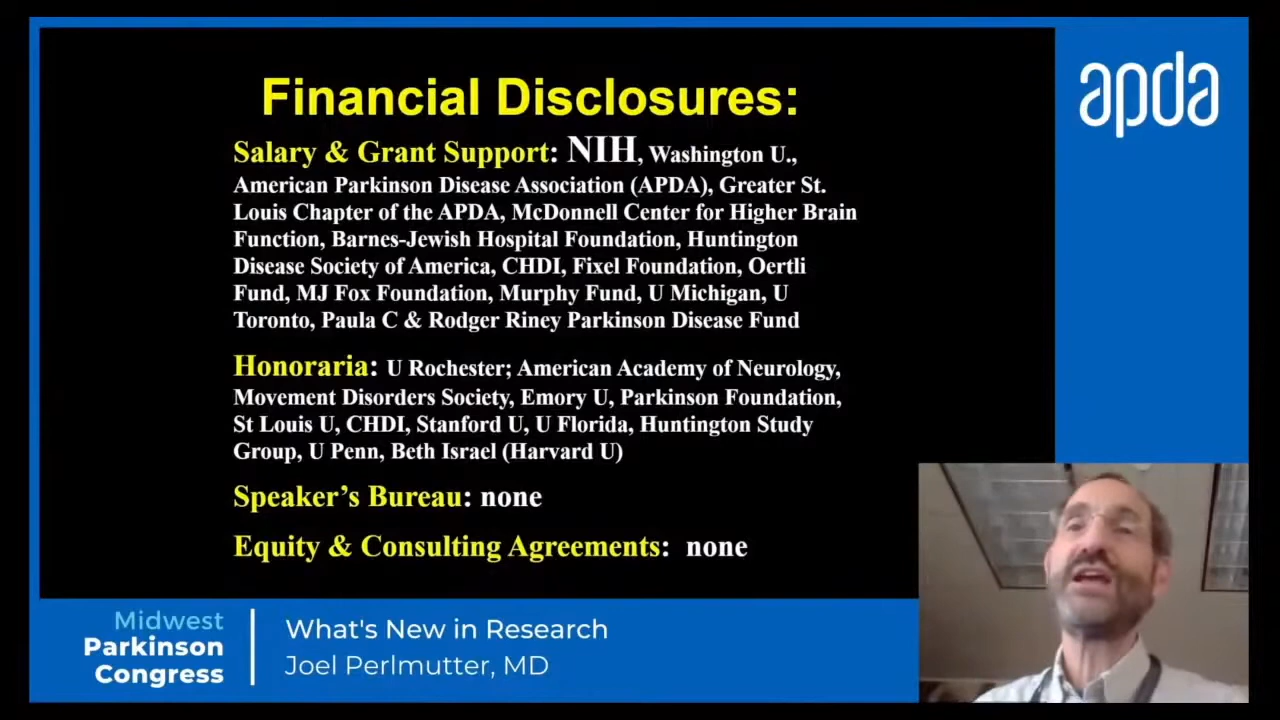 Financial Disclosures:
Salary & Grant Support: NIH, Washington U.,
American Parkinson Disease Association (APDA), Greater St.
Louis Chapter of the APDA, McDonnell Center for Higher Brain
Function, Barnes-Jewish Hospital Foundation, Huntington
Disease Society of America, CHDI, Fixel Foundation, Oertli
Fund, MJ Fox Foundation, Murphy Fund, U Michigan, U
Toronto, Paula C & Rodger Riney Parkinson Disease Fund
Honoraria: U Rochester; American Academy of Neurology,
Movement Disorders Society, Emory U, Parkinson Foundation,
St Louis U, CHDI, Stanford U, U Florida, Huntington Study
Group, U Penn, Beth Israel (Harvard U)
Speaker’s Bureau: none
Equity & Consulting Agreements: none
apda
Midwest
Parkinson
Congress
What's New in Research
Joel Perlmutter, MD